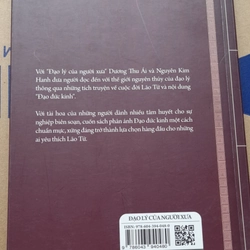 Với "Đạo lý của người xưa" Dương Thu Ái và Nguyễn Kim
Hanh đưa người đọc đến với thế giới nguyên thủy của đạo lý
thông qua những tích truyện về cuộc đời Lão Tử và nội dung
"Đạo đức kinh".
Với tài hoa của những người dành nhiều tâm huyết cho sự
nghiệp biên soạn, cuốn sách phản ánh Đạo đức kinh một cách
chuẩn mực, xứng đáng trở thành lựa chọn hàng đầu cho những
ai yêu thích Lão Tử.
ĐẠO LÝ CỦA NGƯỜI XƯA